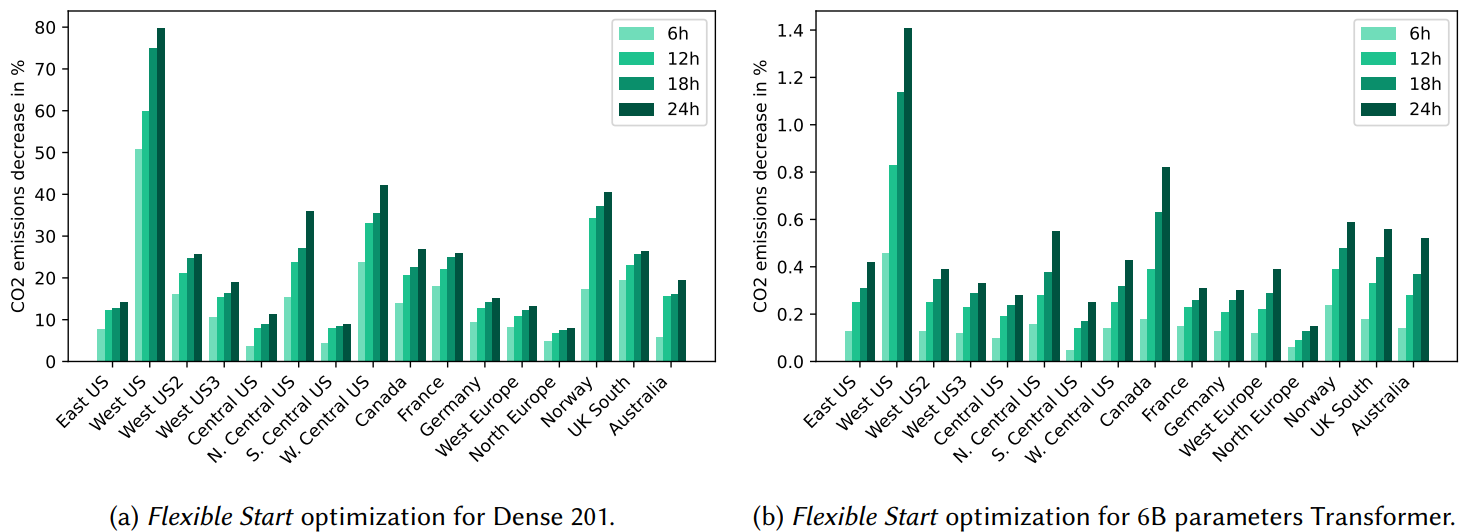 CO2 emissions decrease in %
80
70
60
50
40
30
20
10
0
6h
12h
18h
24h
East US
West US
West US2
West US3
Central US
N. Central US
S. Central US
W. Central US
Canada
France
Germany
West Europe
North Europe
Norway
UK South
Australia
(a) Flexible Start optimization for Dense 201.
CO2 emissions decrease in %
1.4
1.2
1.0
0.8
0.6
0.4
0.2
0.0
6h
12h
18h
24h
East US
West US
West US2
West US3
Central US
N. Central US
S. Central US
W. Central US
Canada
France
Germany
West Europe
North Europe
Norway
UK South
Australia
(b) Flexible Start optimization for 6B parameters Transformer.